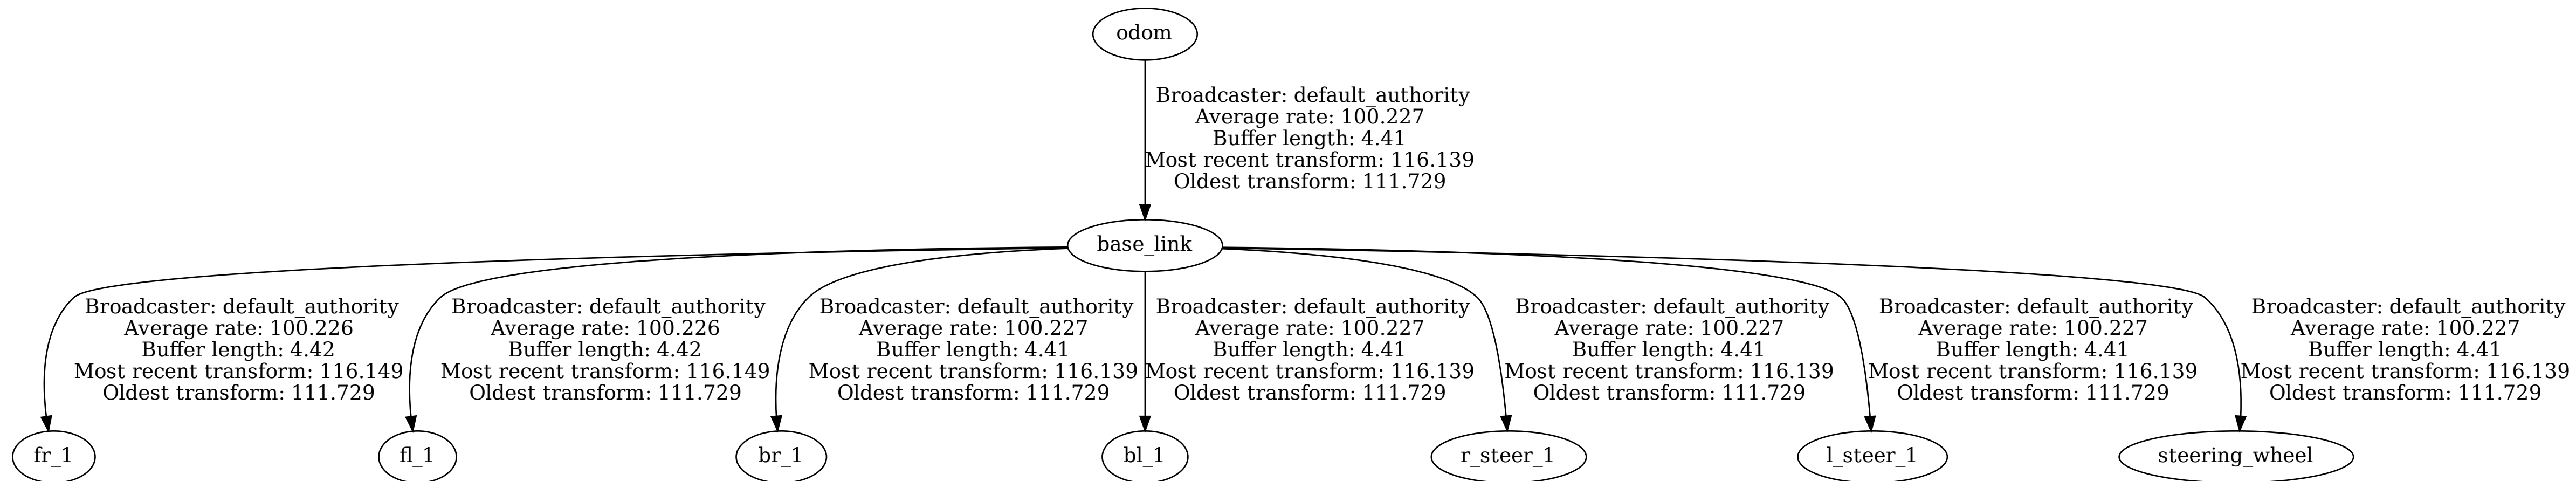 odom
Broadcaster: default_authority
Average rate: 100.227
Buffer length: 4.41
Most recent transform: 116.139
Oldest transform: 111.729
base_link
Broadcaster: default_authority
Average rate: 100.226
Buffer length: 4.42
Most recent transform: 116.149
Oldest transform: 111.729
Broadcaster: default_authority
Average rate: 100.226
Buffer length: 4.42
Most recent transform: 116.149
Oldest transform: 111.729
Broadcaster: default_authority
Average rate: 100.227
Buffer length: 4.41
Most recent transform: 116.139
Oldest transform: 111.729
Broadcaster: default_authority
Average rate: 100.227
Buffer length: 4.41
Most recent transform: 116.139
Oldest transform: 111.729
Broadcaster: default_authority
Average rate: 100.227
Buffer length: 4.41
Most recent transform: 116.139
Oldest transform: 111.729
Broadcaster: default_authority
Average rate: 100.227
Buffer length: 4.41
Most recent transform: 116.139
Oldest transform: 111.729
Broadcaster: default_authority
Average rate: 100.227
Buffer length: 4.41
Most recent transform: 116.139
Oldest transform: 111.729
fr_1
fl_1
br_1
bl_1
r_steer_1
l_steer_1
steering_wheel